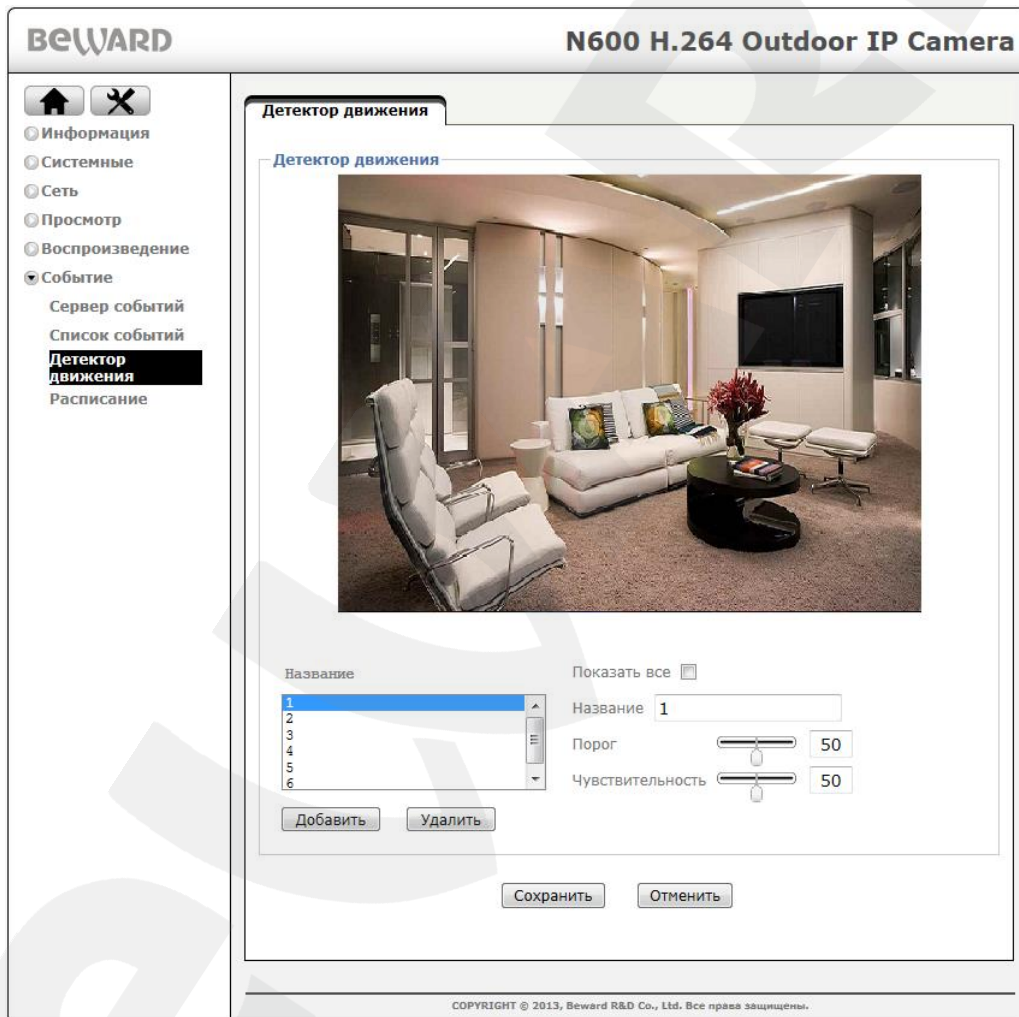 BEWARD
N600 H.264 Outdoor IP Camera
Информация
Системные
Сеть
Просмотр
Воспроизведение
Событие
Сервер событий
Список событий
Детектор
движения
Расписание
Детектор движения
Детектор движения
Название
1
2
3
4
5
6
Добавить Удалить
Показать все
Название 1
Порог 50
Чувствительность 50
Сохранить Отменить
COPYRIGHT © 2013, Beward R&D Co., Ltd. Все права защищены.